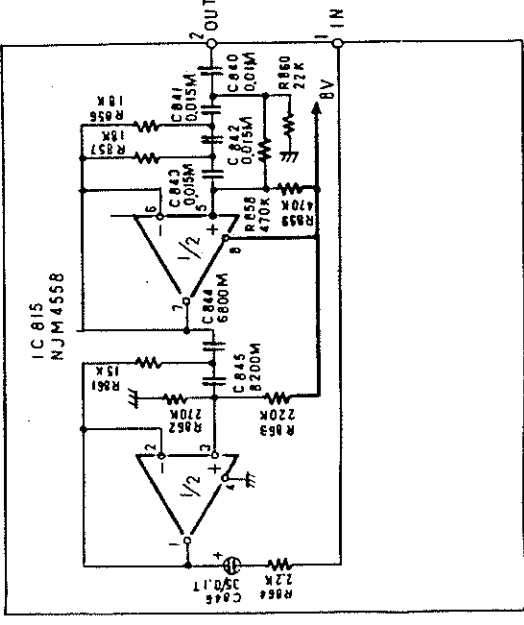 IC 815
NJM4558
2 OUT
1 IN
R856
18K
R857
18K
C841
0.015M
C840
0.01M
C842
0.015M
C843
0.015M
R860
22K
8V
R858
470K
R859
470K
6
5
7
8
1/2
-
+
C844
6800M
C845
8200M
R861
15K
R862
270K
R863
220K
2
3
1
4
1/2
-
+
+
C846
35/0.1T
R864
2.2K